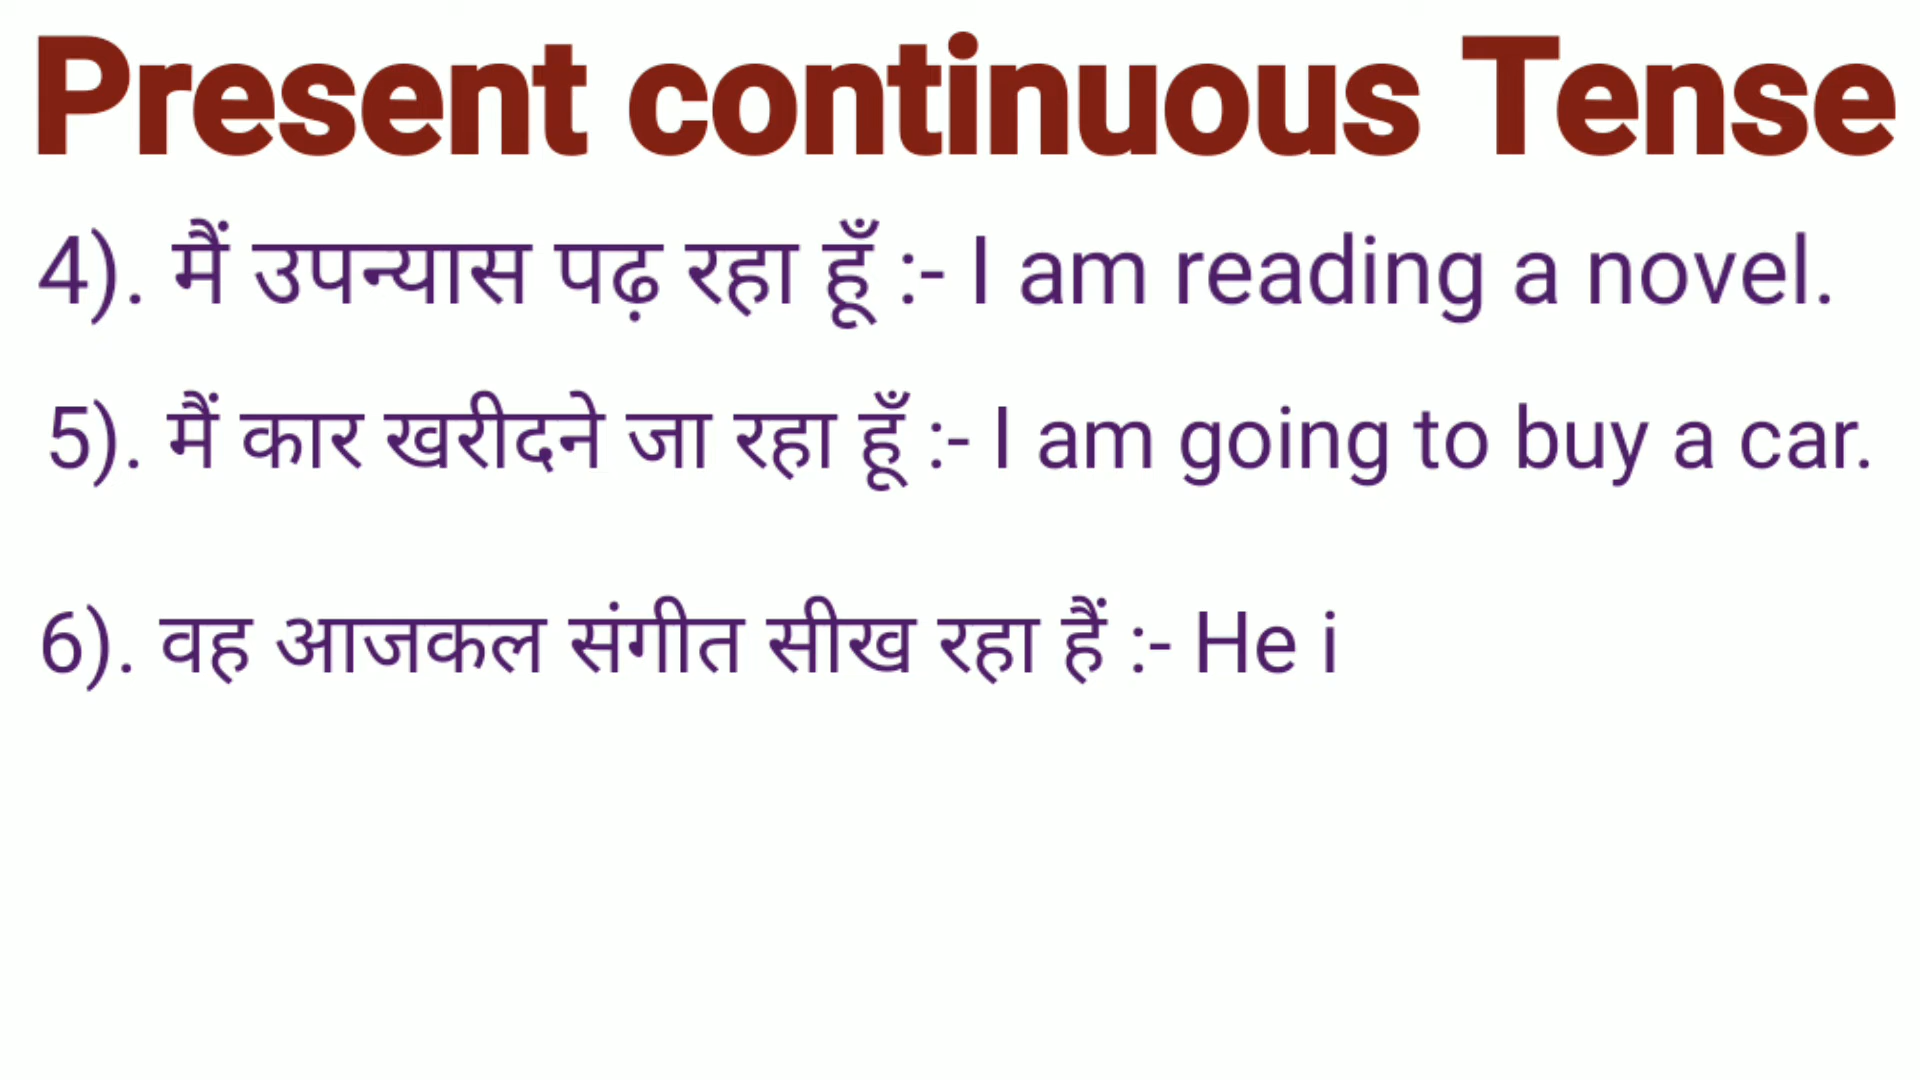 Present continuous Tense
4). मैं उपन्यास पढ़ रहा हूँ :- I am reading a novel.
5). मैं कार खरीदने जा रहा हूँ :- I am going to buy a car.
6). वह आजकल संगीत सीख रहा हैं :- He i